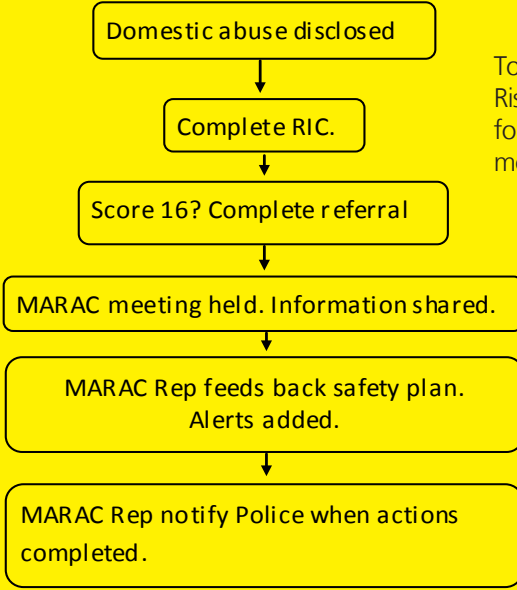 Domestic abuse disclosed
To
Ris
fo
m
Complete RIC.
Score 16? Complete referral
MARAC meeting held. Information shared.
MARAC Rep feeds back safety plan.
Alerts added.
MARAC Rep notify Police when actions
completed.